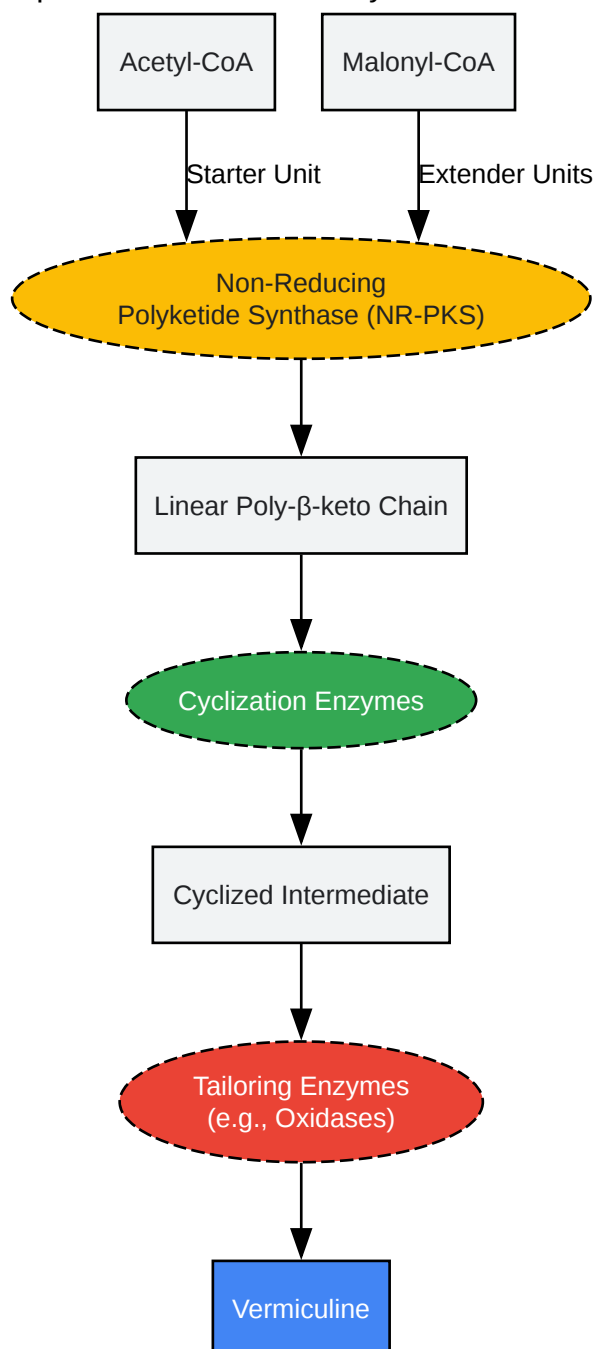 Acetyl-CoA
Malonyl-CoA
Starter Unit
Extender Units
Non-Reducing
Polyketide Synthase (NR-PKS)
Linear Poly-β-keto Chain
Cyclization Enzymes
Cyclized Intermediate
Tailoring Enzymes
(e.g., Oxidases)
Vermiculine